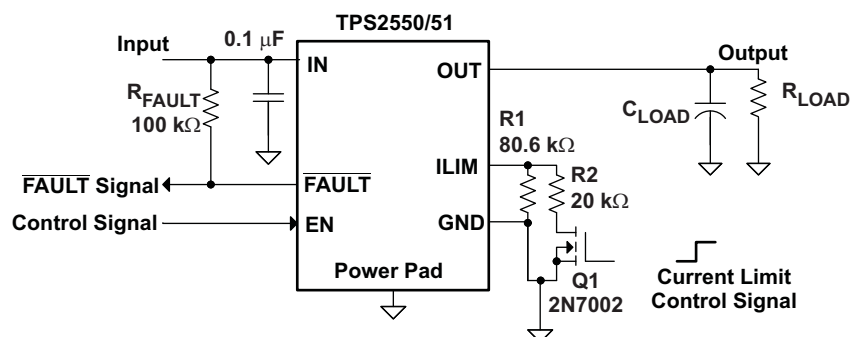 TPS2550/51
Input
0.1 μF
IN
OUT
Output
R_FAULT
100 kΩ
C_LOAD
R_LOAD
R1
80.6 kΩ
ILIM
R2
20 kΩ
FAULT Signal
FAULT
Control Signal
EN
GND
Power Pad
Q1
2N7002
Current Limit
Control Signal